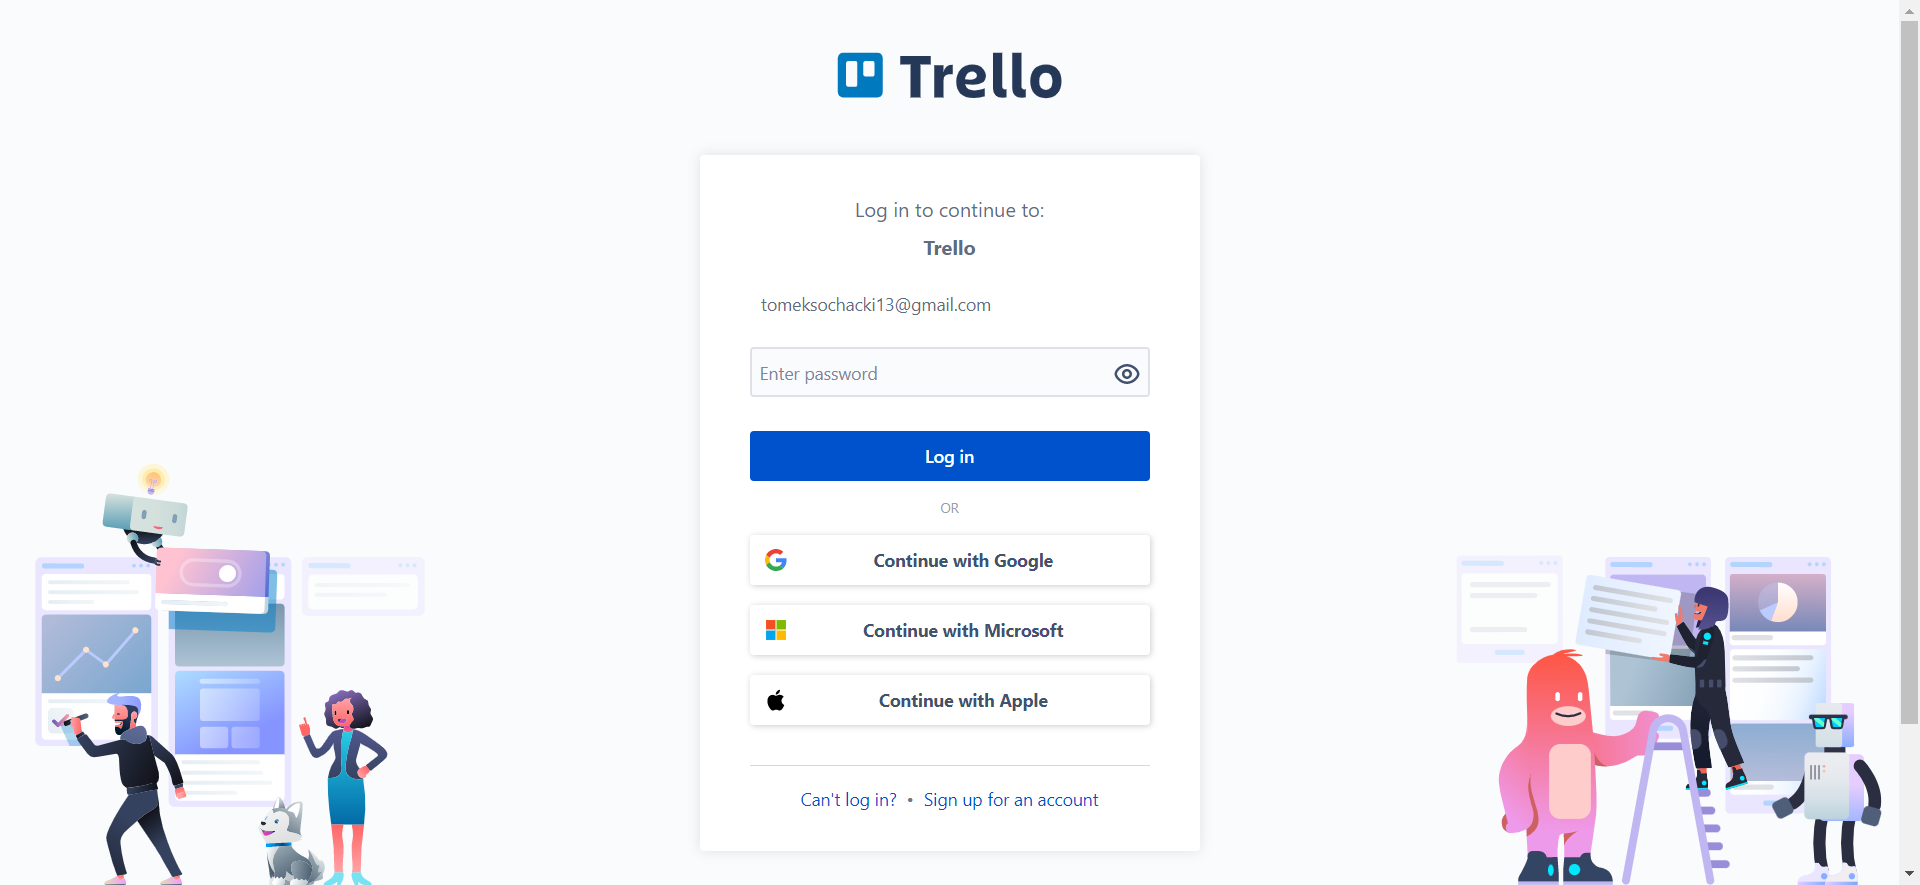 Trello
Log in to continue to:
Trello
tomeksochacki13@gmail.com
Enter password
Log in
OR
Continue with Google
Continue with Microsoft
Continue with Apple
Can't log in? • Sign up for an account